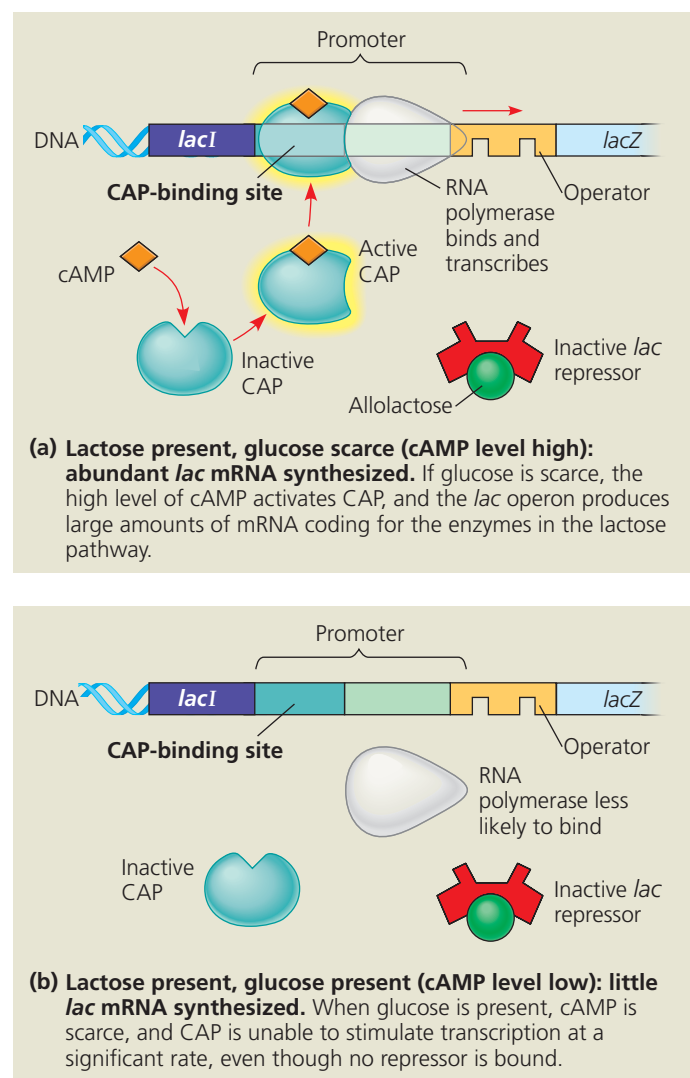 Promoter
DNA
lacI
lacZ
CAP-binding site
RNA
polymerase
binds and
transcribes
Operator
cAMP
Active
CAP
Inactive
CAP
Inactive lac
repressor
Allolactose
(a) Lactose present, glucose scarce (cAMP level high):
abundant lac mRNA synthesized. If glucose is scarce, the
high level of cAMP activates CAP, and the lac operon produces
large amounts of mRNA coding for the enzymes in the lactose
pathway.
Promoter
DNA
lacI
lacZ
CAP-binding site
Operator
RNA
polymerase less
likely to bind
Inactive
CAP
Inactive lac
repressor
(b) Lactose present, glucose present (cAMP level low): little
lac mRNA synthesized. When glucose is present, cAMP is
scarce, and CAP is unable to stimulate transcription at a
significant rate, even though no repressor is bound.